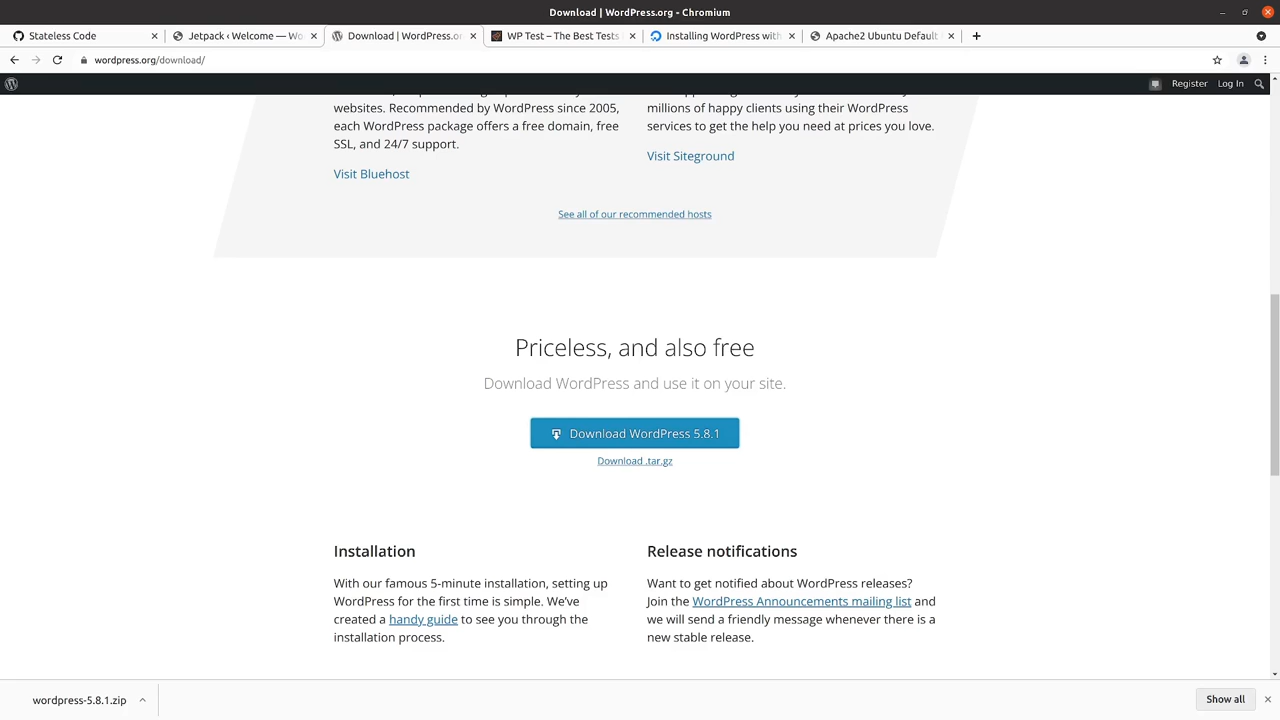 Download | WordPress.org - Chromium
Stateless Code
Jetpack ‹ Welcome — Wo
Download | WordPress.o
WP Test – The Best Tests
Installing WordPress with
Apache2 Ubuntu Default
wordpress.org/download/
Register
Log In
websites. Recommended by WordPress since 2005,
each WordPress package offers a free domain, free
SSL, and 24/7 support.
Visit Bluehost
millions of happy clients using their WordPress
services to get the help you need at prices you love.
Visit Siteground
See all of our recommended hosts
Priceless, and also free
Download WordPress and use it on your site.
Download WordPress 5.8.1
Download .tar.gz
Installation
With our famous 5-minute installation, setting up
WordPress for the first time is simple. We’ve
created a handy guide to see you through the
installation process.
Release notifications
Want to get notified about WordPress releases?
Join the WordPress Announcements mailing list and
we will send a friendly message whenever there is a
new stable release.
wordpress-5.8.1.zip
Show all